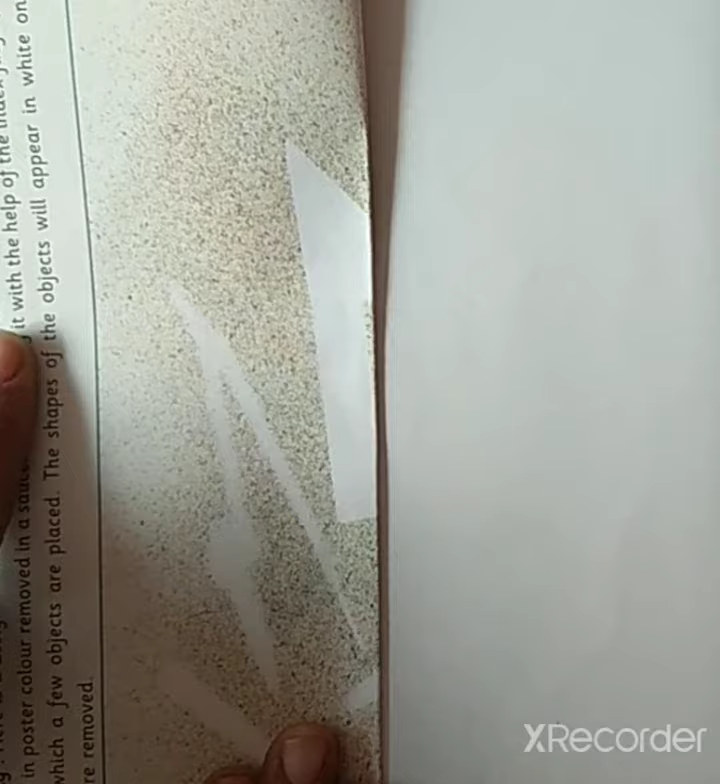 it with the help of the
in poster colour removed in a
which a few objects are placed. The shapes of the objects will appear in white on
re removed.
XRecorder